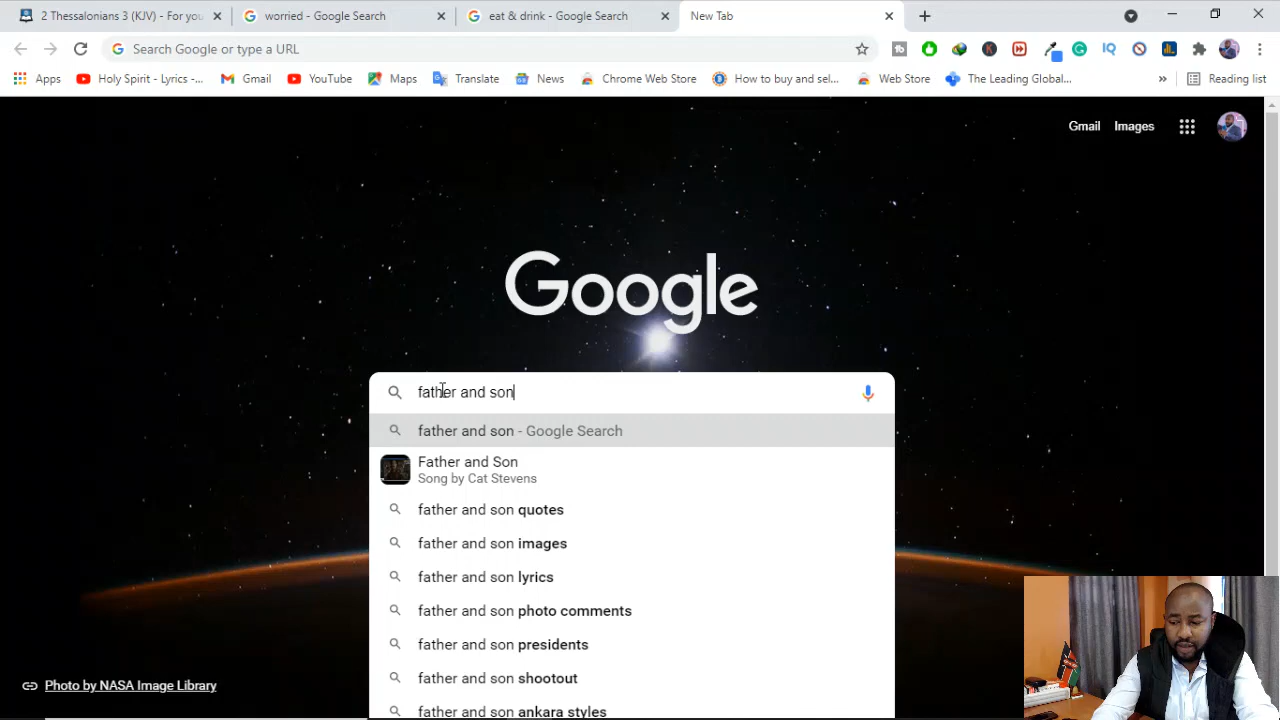 2 Thessalonians 3 (KJV) - For you
worried - Google Search
eat & drink - Google Search
New Tab
Search Google or type a URL
Apps
Holy Spirit - Lyrics -...
Gmail
YouTube
Maps
Translate
News
Chrome Web Store
How to buy and sel...
Web Store
The Leading Global...
»
Reading list
Gmail
Images
Google
father and son
father and son - Google Search
Father and Son
Song by Cat Stevens
father and son quotes
father and son images
father and son lyrics
father and son photo comments
father and son presidents
father and son shootout
father and son ankara styles
Photo by NASA Image Library